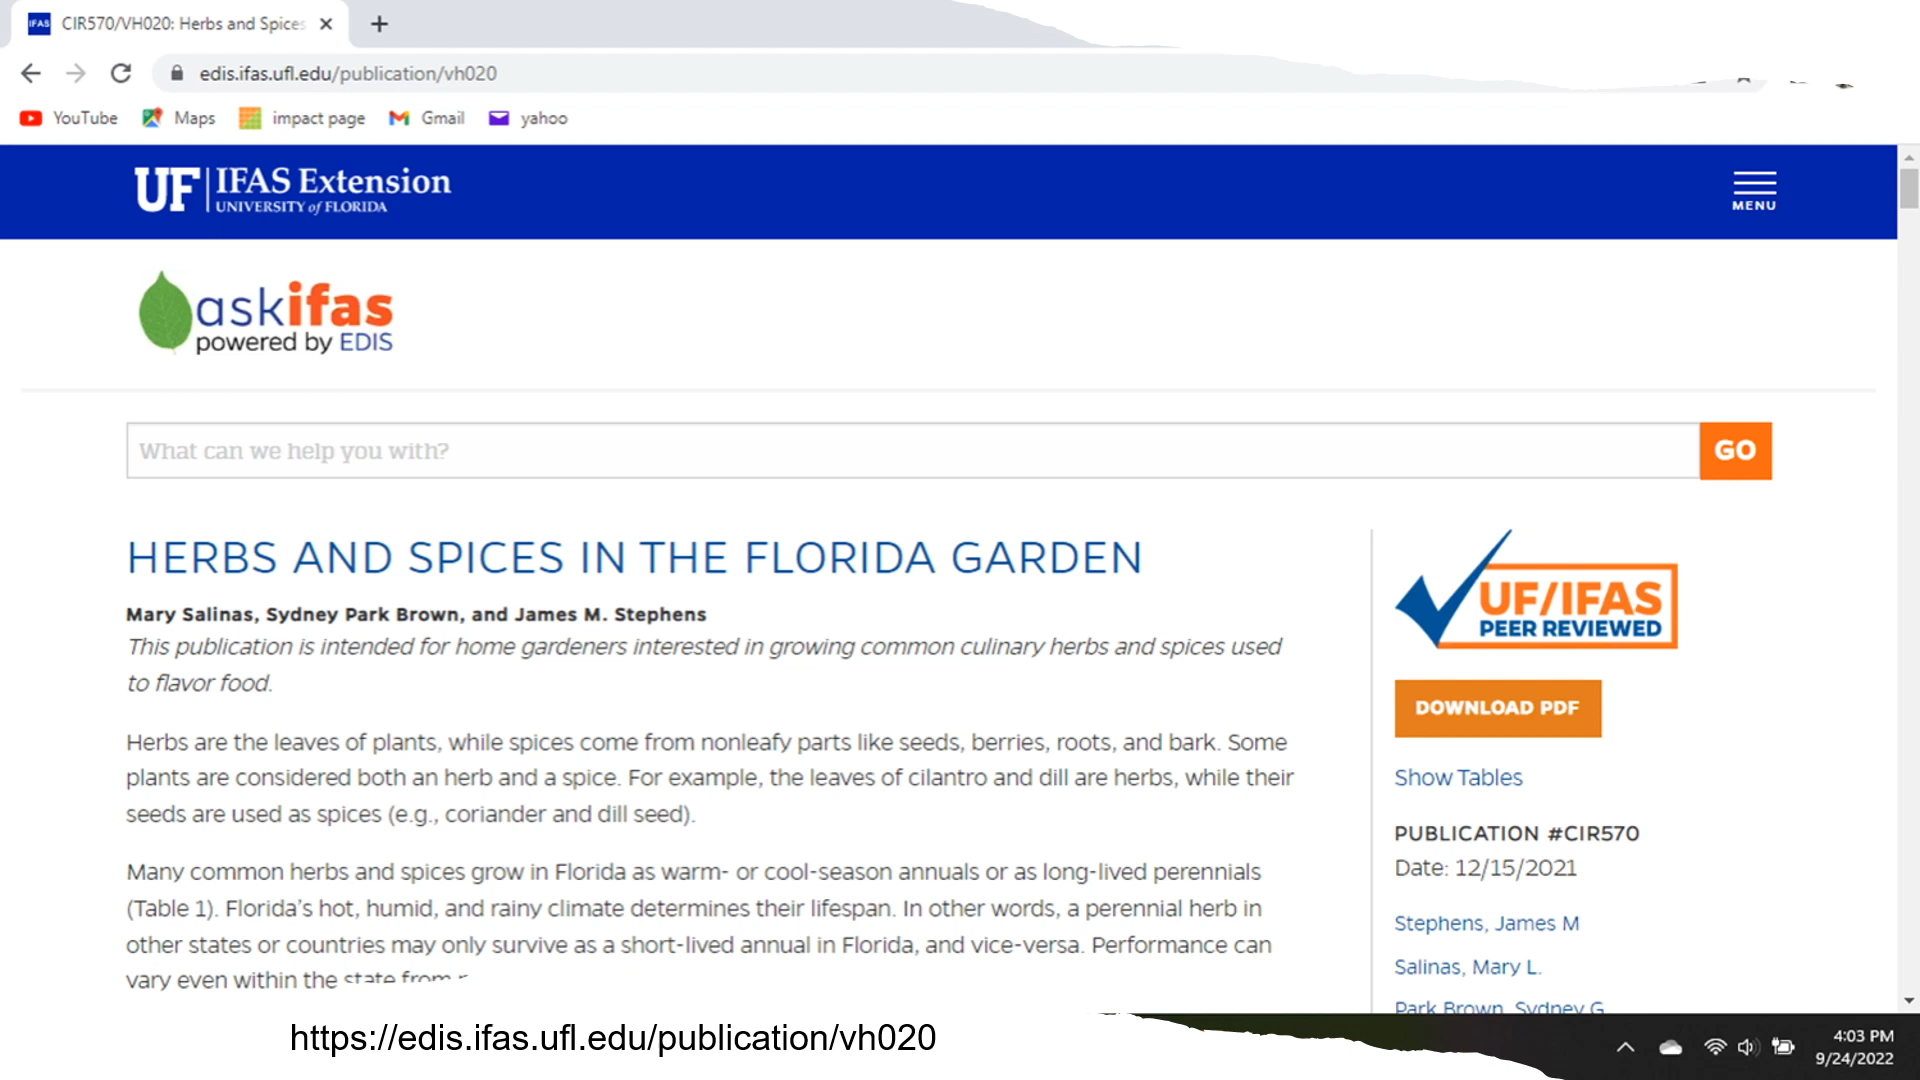 IFAS CIR570/VH020: Herbs and Spices
edis.ifas.ufl.edu/publication/vh020
YouTube Maps impact page Gmail yahoo
UF IFAS Extension
UNIVERSITY of FLORIDA
MENU
askifas
powered by EDIS
What can we help you with?
GO
HERBS AND SPICES IN THE FLORIDA GARDEN
Mary Salinas, Sydney Park Brown, and James M. Stephens
This publication is intended for home gardeners interested in growing common culinary herbs and spices used
to flavor food.
Herbs are the leaves of plants, while spices come from nonleafy parts like seeds, berries, roots, and bark. Some
plants are considered both an herb and a spice. For example, the leaves of cilantro and dill are herbs, while their
seeds are used as spices (e.g., coriander and dill seed).
Many common herbs and spices grow in Florida as warm- or cool-season annuals or as long-lived perennials
(Table 1). Florida's hot, humid, and rainy climate determines their lifespan. In other words, a perennial herb in
other states or countries may only survive as a short-lived annual in Florida, and vice-versa. Performance can
vary even within the state from
UF/IFAS
PEER REVIEWED
DOWNLOAD PDF
Show Tables
PUBLICATION #CIR570
Date: 12/15/2021
Stephens, James M
Salinas, Mary L.
Park Brown, Sydney G
https://edis.ifas.ufl.edu/publication/vh020
4:03 PM
9/24/2022